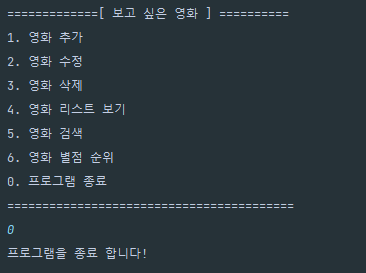 =============[ 보고 싶은 영화 ] ==========
1. 영화 추가
2. 영화 수정
3. 영화 삭제
4. 영화 리스트 보기
5. 영화 검색
6. 영화 별점 순위
0. 프로그램 종료
=========================================
0
프로그램을 종료 합니다!